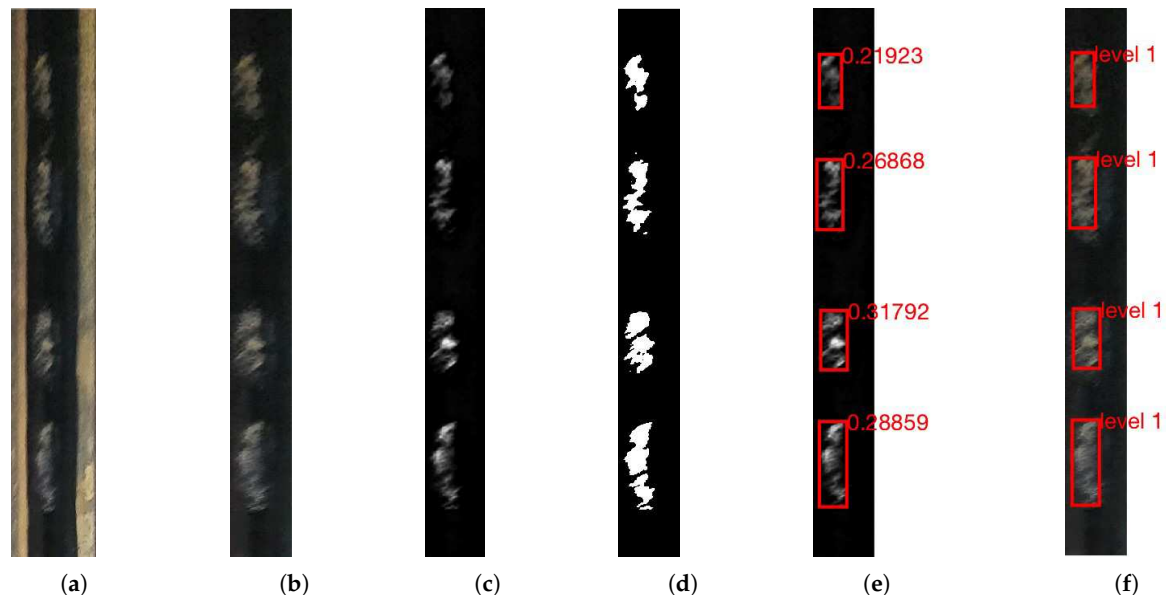 0.21923
level 1
0.26868
level 1
0.31792
level 1
0.28859
level 1
(a) (b) (c) (d) (e) (f)